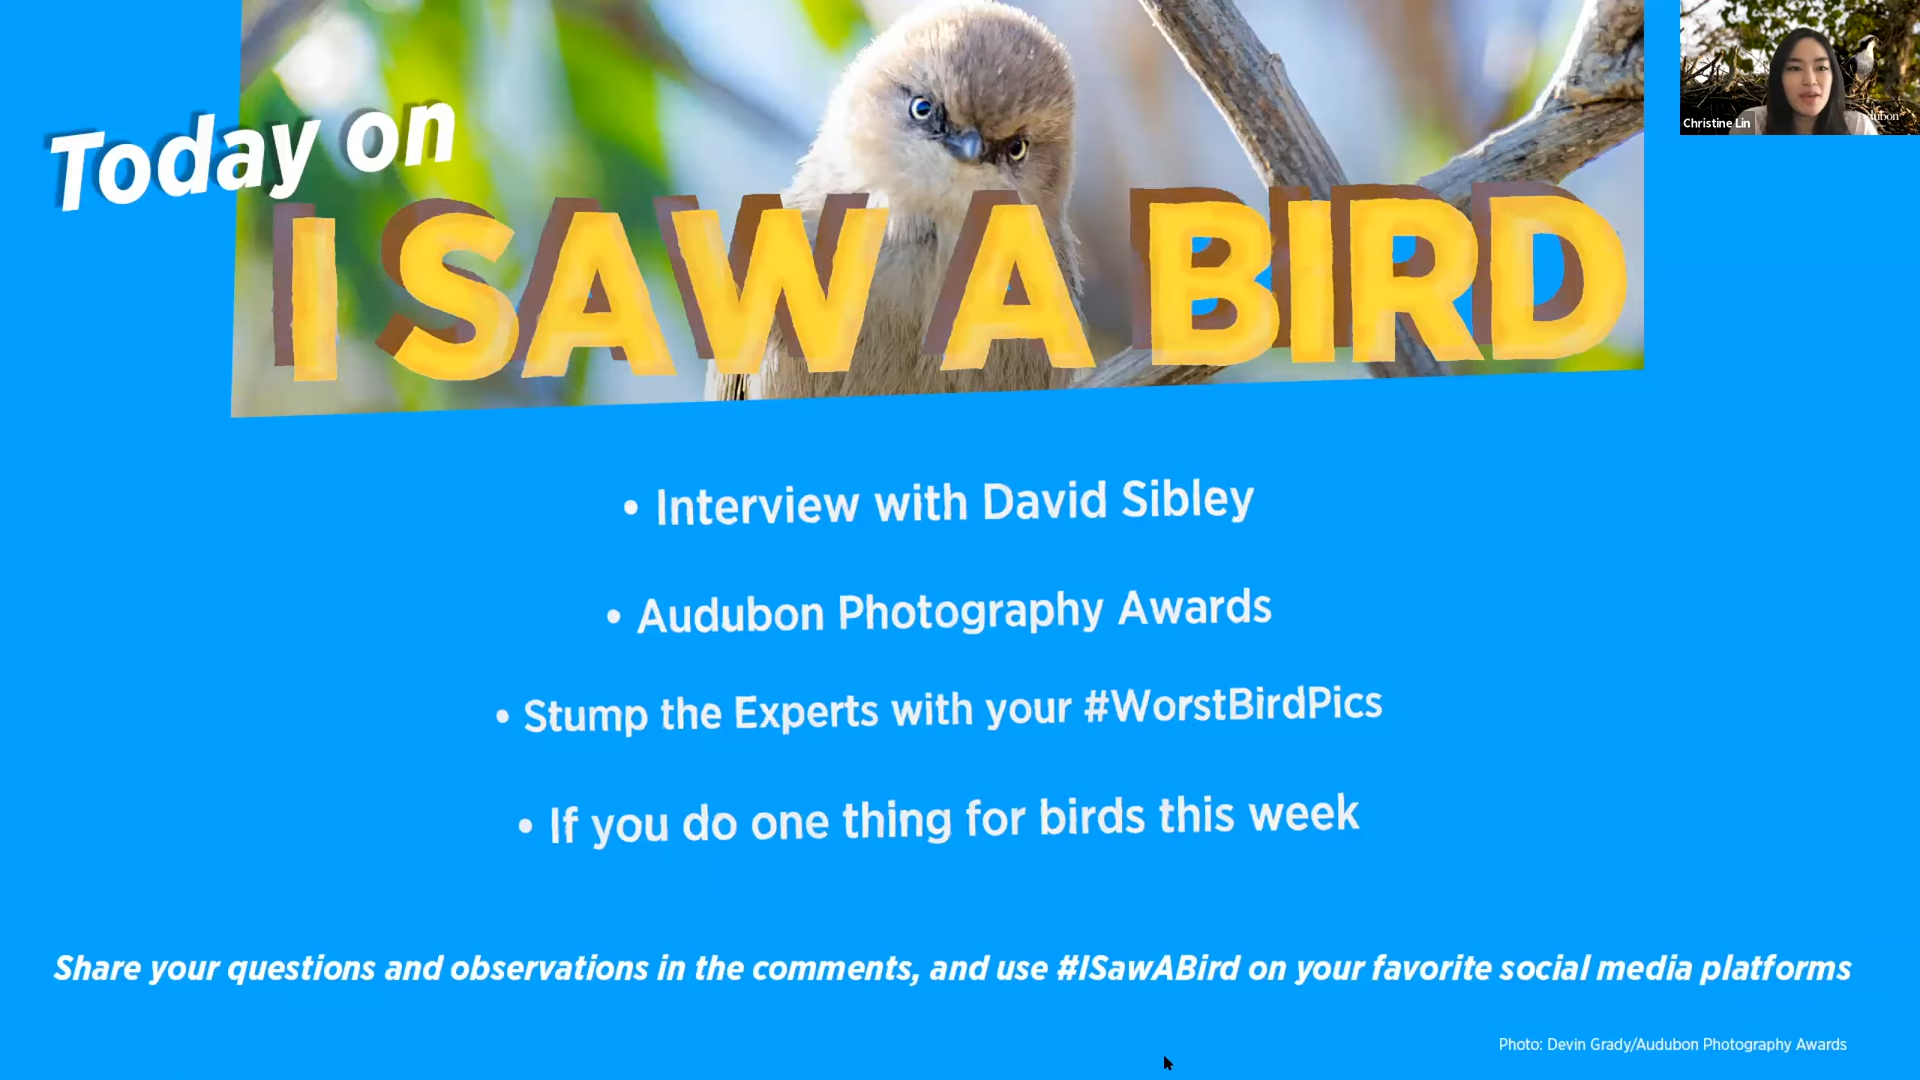 Today on
I SAW A BIRD
Christine Lin
• Interview with David Sibley
• Audubon Photography Awards
• Stump the Experts with your #WorstBirdPics
• If you do one thing for birds this week
Share your questions and observations in the comments, and use #ISawABird on your favorite social media platforms
Photo: Devin Grady/Audubon Photography Awards